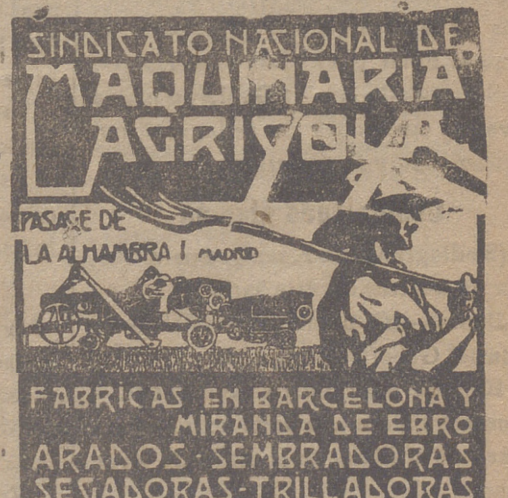 SINDICATO NACIONAL DE
MAQUINARIA
AGRICOLA
PASAGE DE
LA ALHAMBRA 1 MADRID
FABRICAS EN BARCELONA Y
MIRANDA DE EBRO
ARADOS · SEMBRADORAS
SEGADORAS - TRILLADORAS